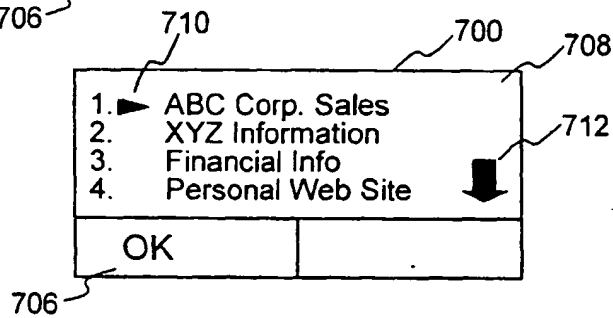 706
710
700
708
1. ABC Corp. Sales
2. XYZ Information
712
3. Financial Info
4. Personal Web Site
OK
706